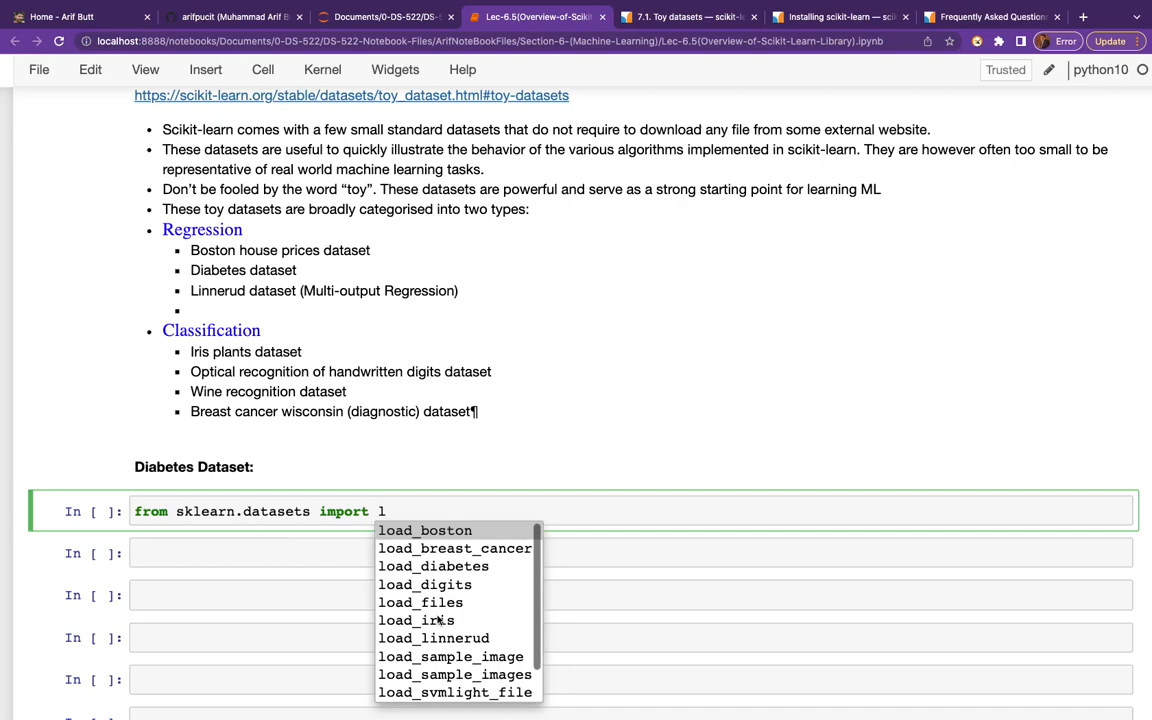 Home - Arif Butt
arifpucit (Muhammad Arif B
Documents/0-DS-522/DS-5
Lec-6.5(Overview-of-Sciki
7.1. Toy datasets — scikit-le
Installing scikit-learn — scik
Frequently Asked Questions
localhost:8888/notebooks/Documents/0-DS-522/DS-522-Notebook-Files/ArifNoteBookFiles/Section-6-(Machine-Learning)/Lec-6.5(Overview-of-Scikit-Learn-Library).ipynb
Error
Update
File Edit View Insert Cell Kernel Widgets Help
Trusted
python10
https://scikit-learn.org/stable/datasets/toy_dataset.html#toy-datasets
• Scikit-learn comes with a few small standard datasets that do not require to download any file from some external website.
• These datasets are useful to quickly illustrate the behavior of the various algorithms implemented in scikit-learn. They are however often too small to be
representative of real world machine learning tasks.
• Don't be fooled by the word “toy”. These datasets are powerful and serve as a strong starting point for learning ML
• These toy datasets are broadly categorised into two types:
• Regression
▪ Boston house prices dataset
▪ Diabetes dataset
▪ Linnerud dataset (Multi-output Regression)
▪
• Classification
▪ Iris plants dataset
▪ Optical recognition of handwritten digits dataset
▪ Wine recognition dataset
▪ Breast cancer wisconsin (diagnostic) dataset¶
Diabetes Dataset:
In [ ]: from sklearn.datasets import l
load_boston
load_breast_cancer
In [ ]:
load_diabetes
load_digits
In [ ]:
load_files
load_iris
In [ ]:
load_linnerud
load_sample_image
In [ ]:
load_sample_images
load_svmlight_file